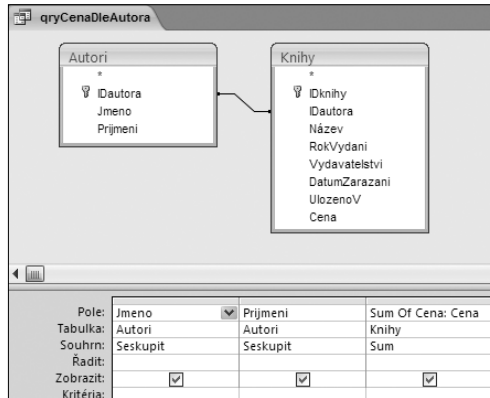 qryCenaDleAutora
Autori
*
IDautora
Jmeno
Prijmeni
Knihy
*
IDknihy
IDautora
Název
RokVydani
Vydavatelstvi
DatumZarazani
UlozenoV
Cena
Pole: Jmeno Prijmeni Sum Of Cena: Cena
Tabulka: Autori Autori Knihy
Souhrn: Seskupit Seskupit Sum
Řadit:
Zobrazit:
Kritéria: